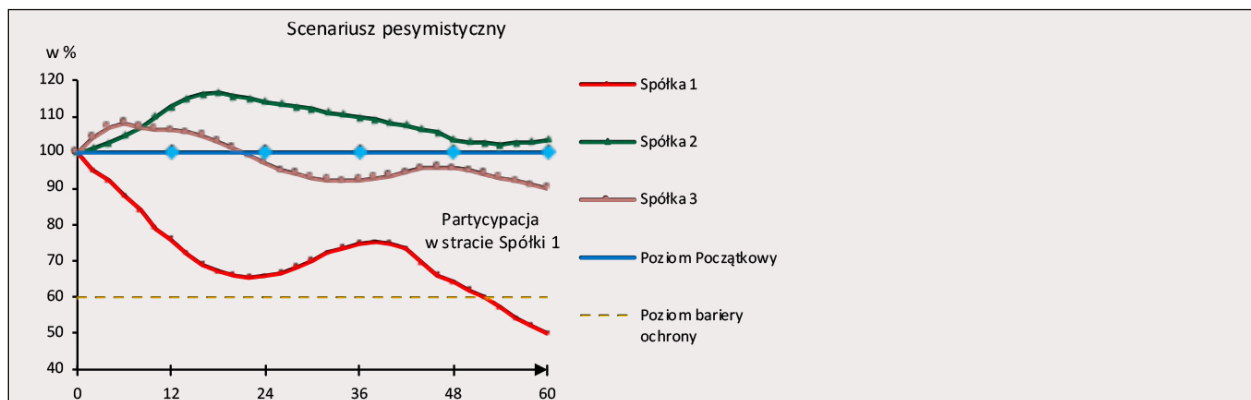 Scenariusz pesymistyczny
w %
120
110
100
90
80
70
60
50
40
0 12 24 36 48 60
Partycypacja
w stracie Spółki 1
Spółka 1
Spółka 2
Spółka 3
Poziom Początkowy
Poziom bariery
ochrony